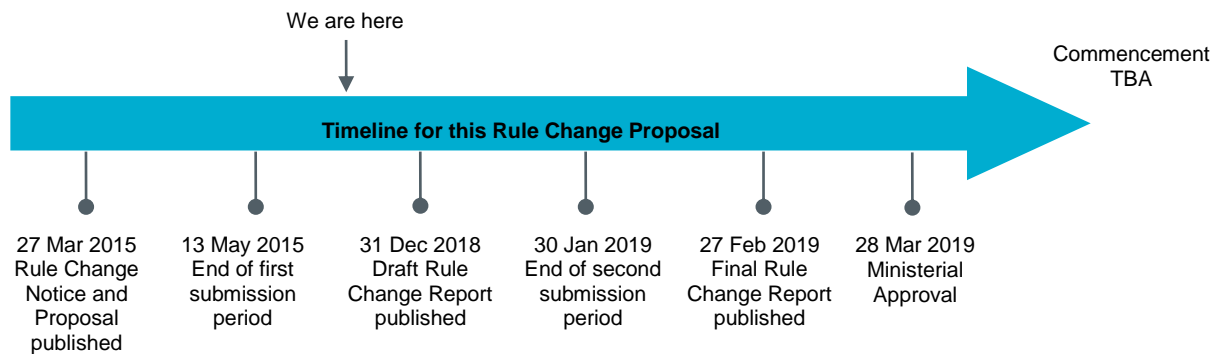 We are here
Commencement
TBA
Timeline for this Rule Change Proposal
27 Mar 2015
Rule Change
Notice and
Proposal
published
13 May 2015
End of first
submission
period
31 Dec 2018
Draft Rule
Change Report
published
30 Jan 2019
End of second
submission
period
27 Feb 2019
Final Rule
Change Report
published
28 Mar 2019
Ministerial
Approval